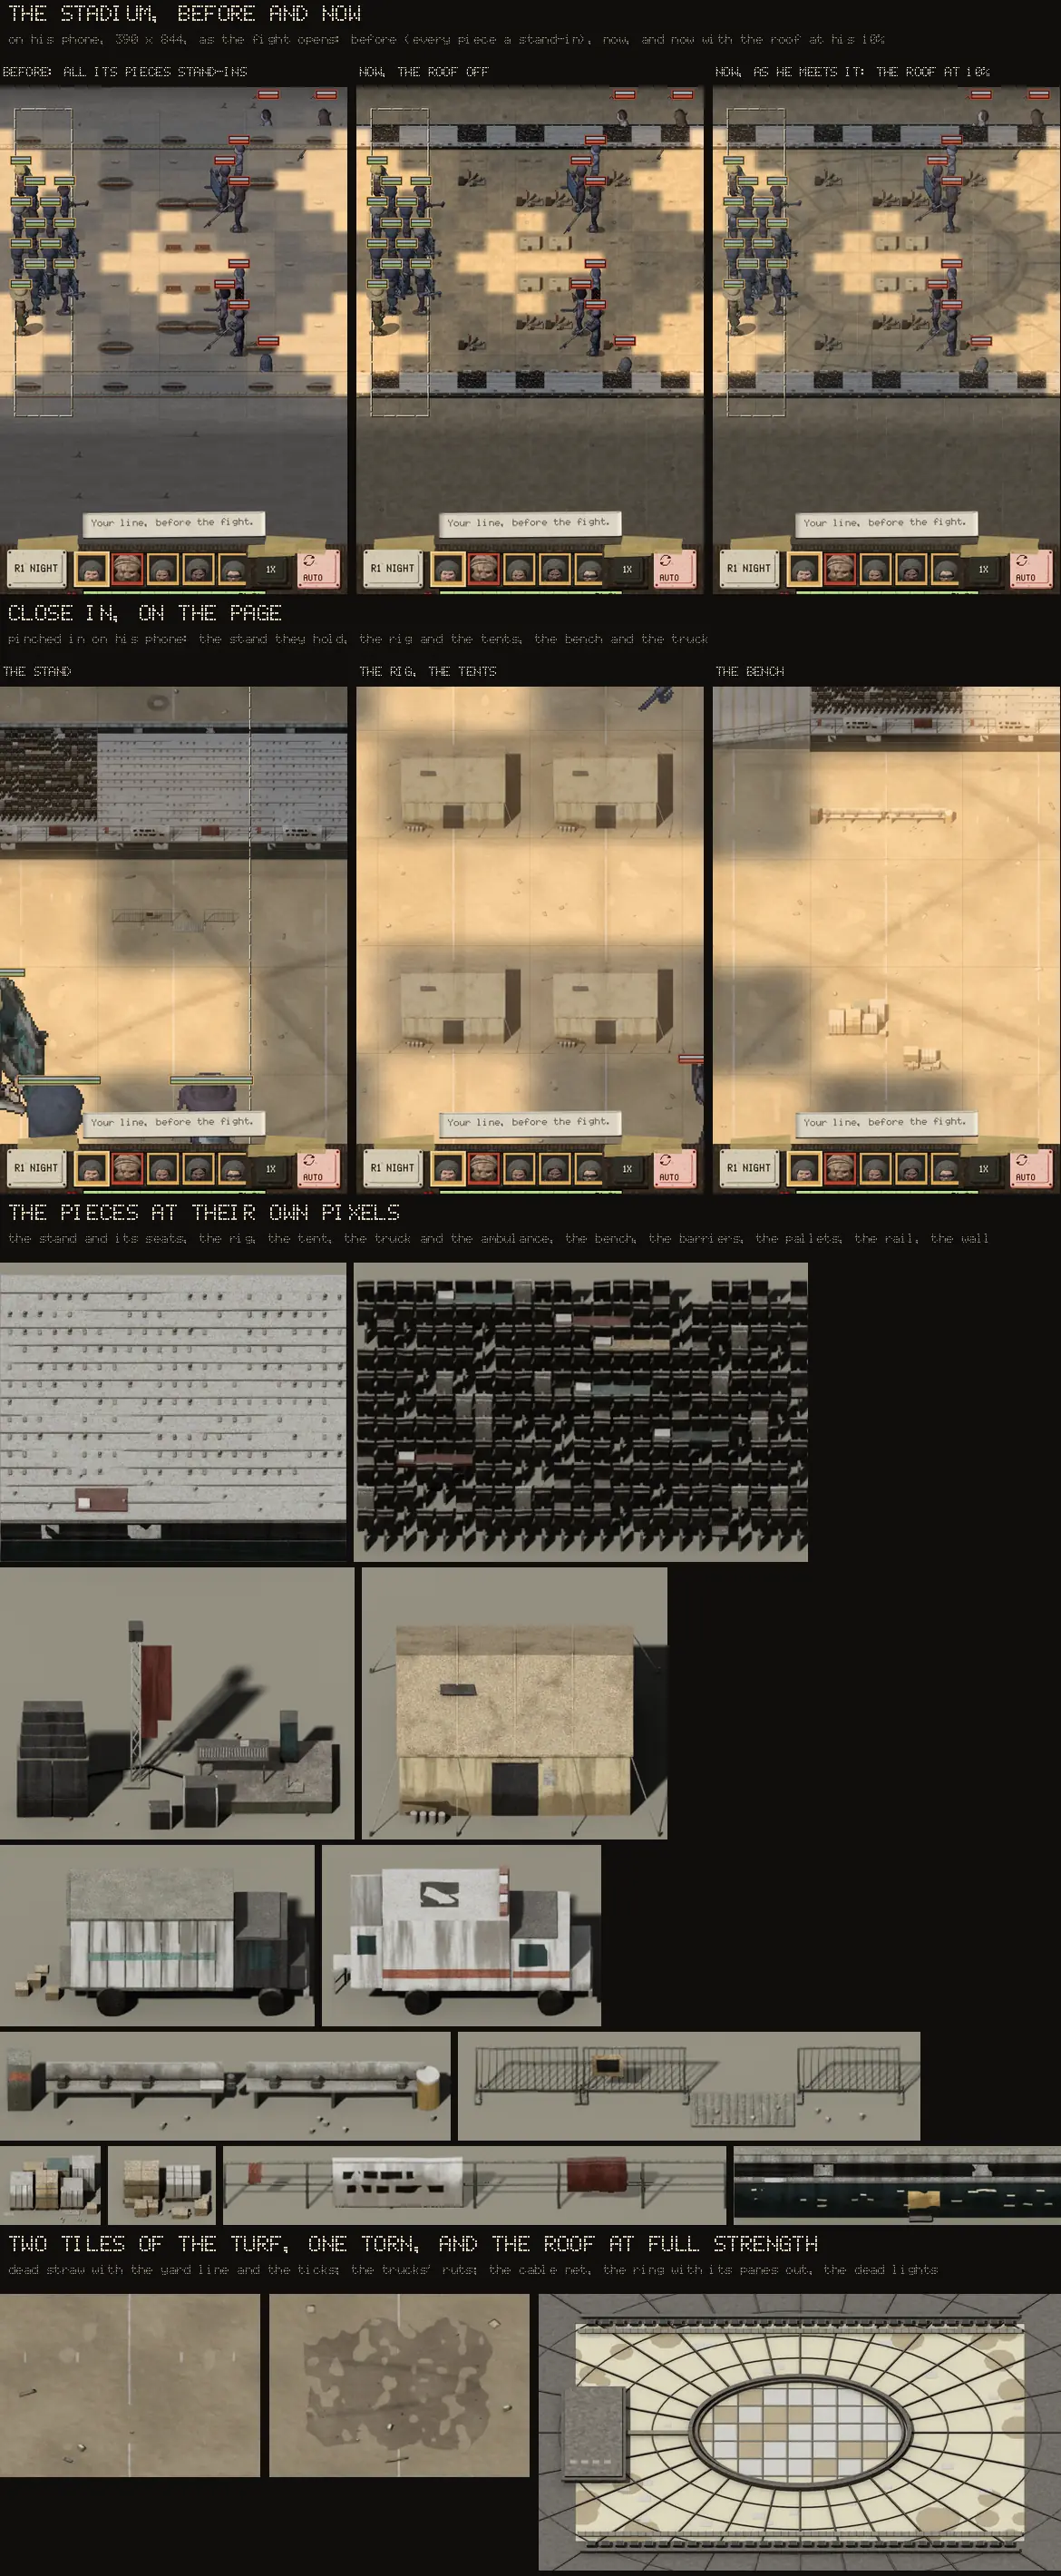 THE STADIUM, BEFORE AND NOW
on his phone, 390 x 844, as the fight opens: before (every piece a stand-in), now, and now with the roof at his 10%
BEFORE: ALL ITS PIECES STAND-INS
NOW, THE ROOF OFF
NOW, AS HE MEETS IT: THE ROOF AT 10%
Your line, before the fight.
Your line, before the fight.
Your line, before the fight.
R1 NIGHT
1X
AUTO
R1 NIGHT
1X
AUTO
R1 NIGHT
1X
AUTO
CLOSE IN, ON THE PAGE
pinched in on his phone: the stand they hold, the rig and the tents, the bench and the truck
THE STAND
THE RIG, THE TENTS
THE BENCH
Your line, before the fight.
Your line, before the fight.
Your line, before the fight.
R1 NIGHT
1X
AUTO
R1 NIGHT
1X
AUTO
R1 NIGHT
1X
AUTO
THE PIECES AT THEIR OWN PIXELS
the stand and its seats, the rig, the tent, the truck and the ambulance, the bench, the barriers, the pallets, the rail, the wall
TWO TILES OF THE TURF, ONE TORN, AND THE ROOF AT FULL STRENGTH
dead straw with the yard line and the ticks; the trucks' ruts; the cable net, the ring with its panes out, the dead lights